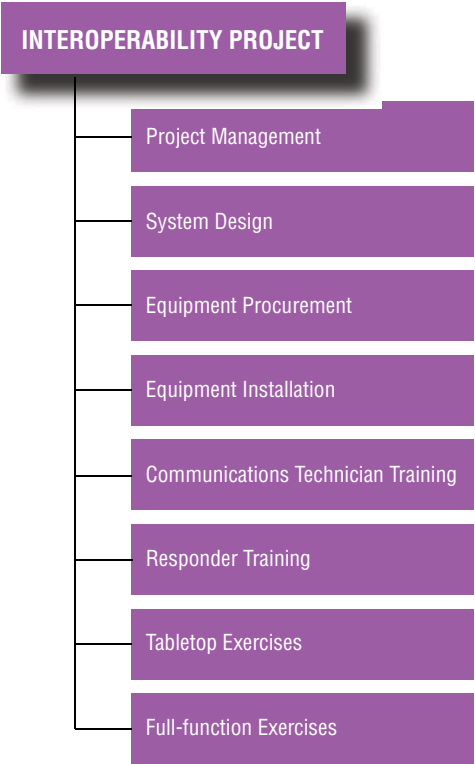 INTEROPERABILITY PROJECT
Project Management
System Design
Equipment Procurement
Equipment Installation
Communications Technician Training
Responder Training
Tabletop Exercises
Full-function Exercises